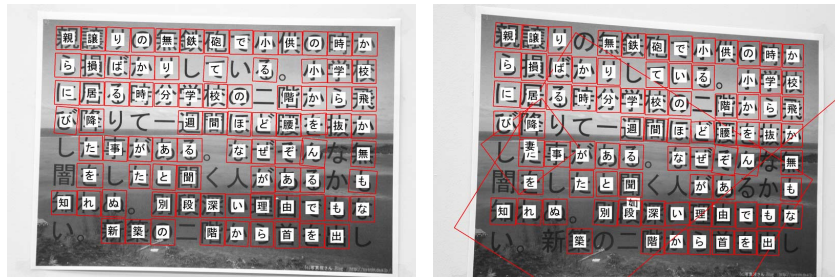 親譲りの無鉄砲で小供の時か
ら損ばかりしている。小学校
に居る時分学校の二階から飛
び降りて一週間ほど腰を抜か
した事がある。なぜそんな無
闇をしたと聞く人があるかも
知れぬ。別段深い理由でもな
い。新築の二階から首を出し
親譲りの無鉄砲で小供の時か
ら損ばかりしている。小学校
に居る時分学校の二階から飛
び降りて一週間ほど腰を抜か
した事がある。なぜそんな無
妻
闇をしたと聞く人があるかも
知れぬ。別段深い理由でもな
い。新築の二階から首を出し